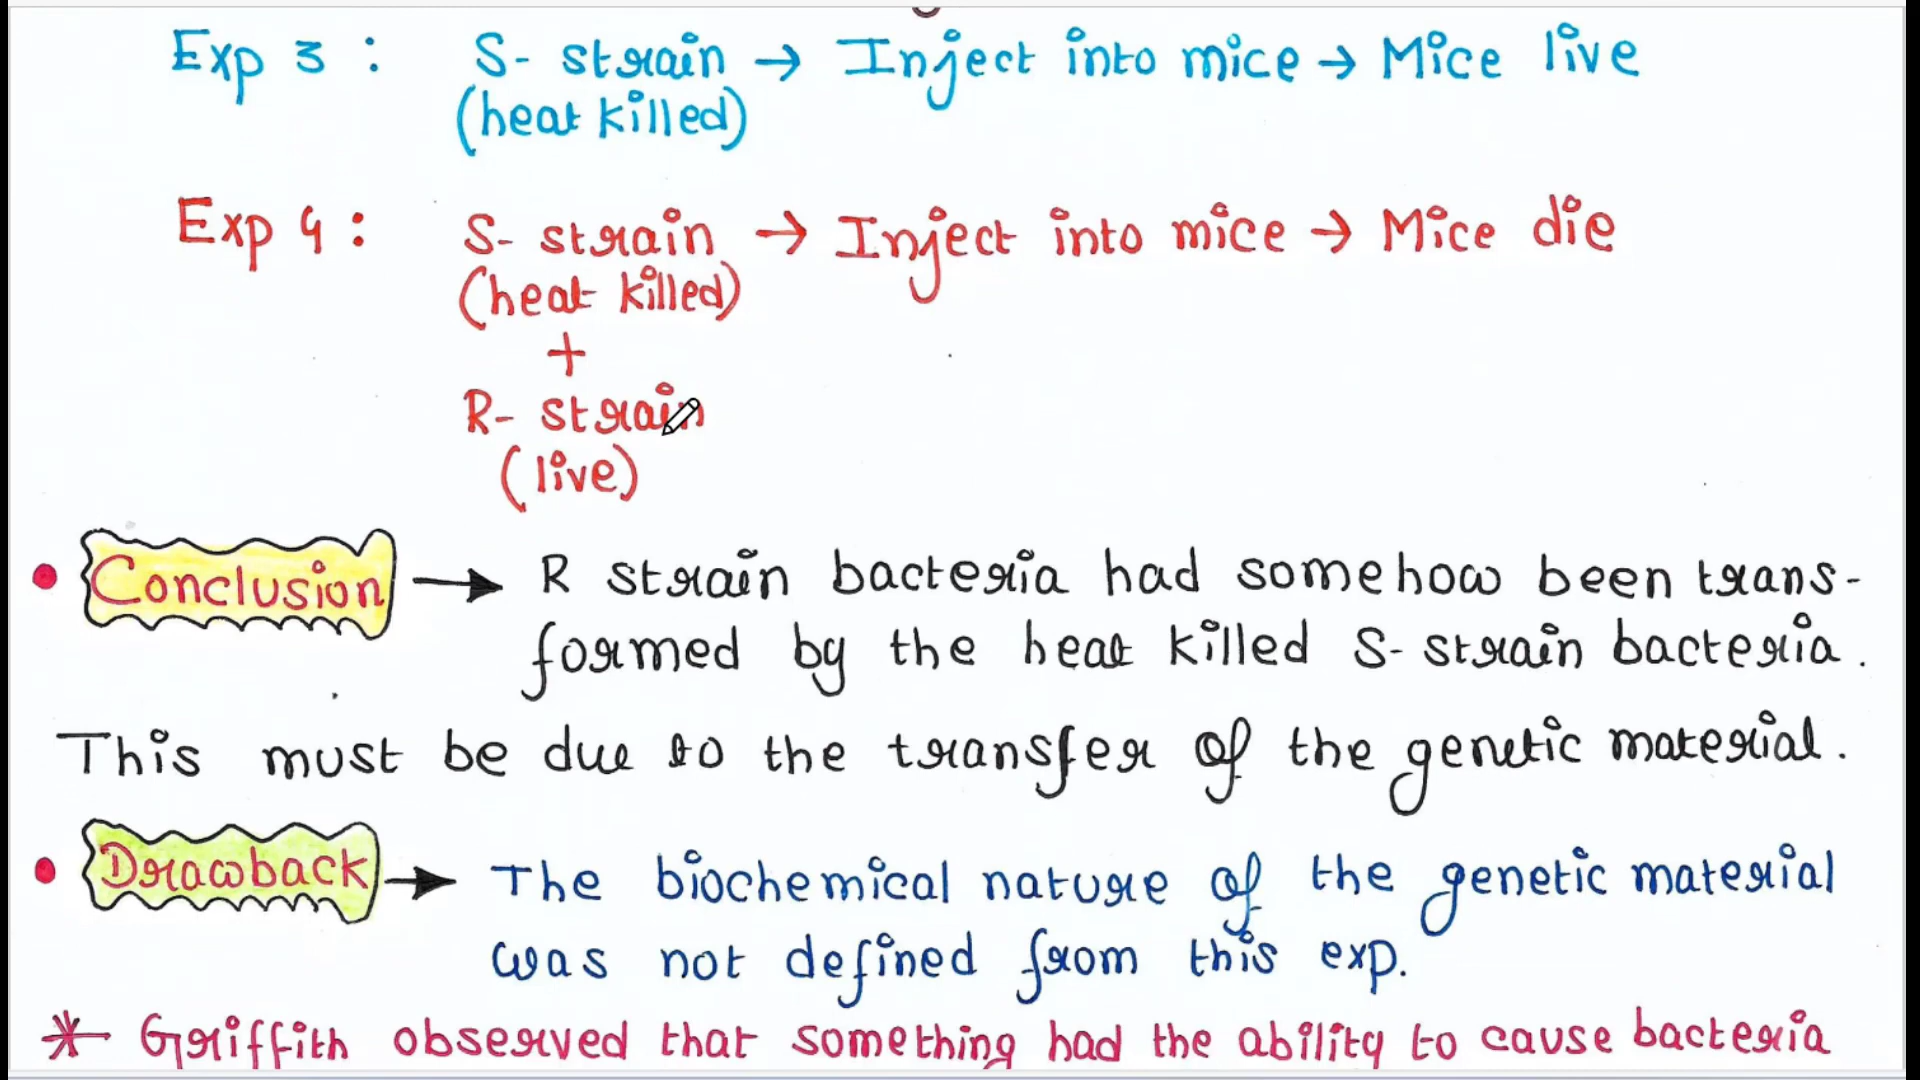 Exp 3 : S- strain → Inject into mice → Mice live
(heat killed)
Exp 4 : S- strain → Inject into mice → Mice die
(heat killed)
+
R- strain
(live)
• Conclusion → R strain bacteria had somehow been trans-
formed by the heat killed S- strain bacteria.
This must be due to the transfer of the genetic material.
• Drawback → The biochemical nature of the genetic material
was not defined from this exp.
* Griffith observed that something had the ability to cause bacteria